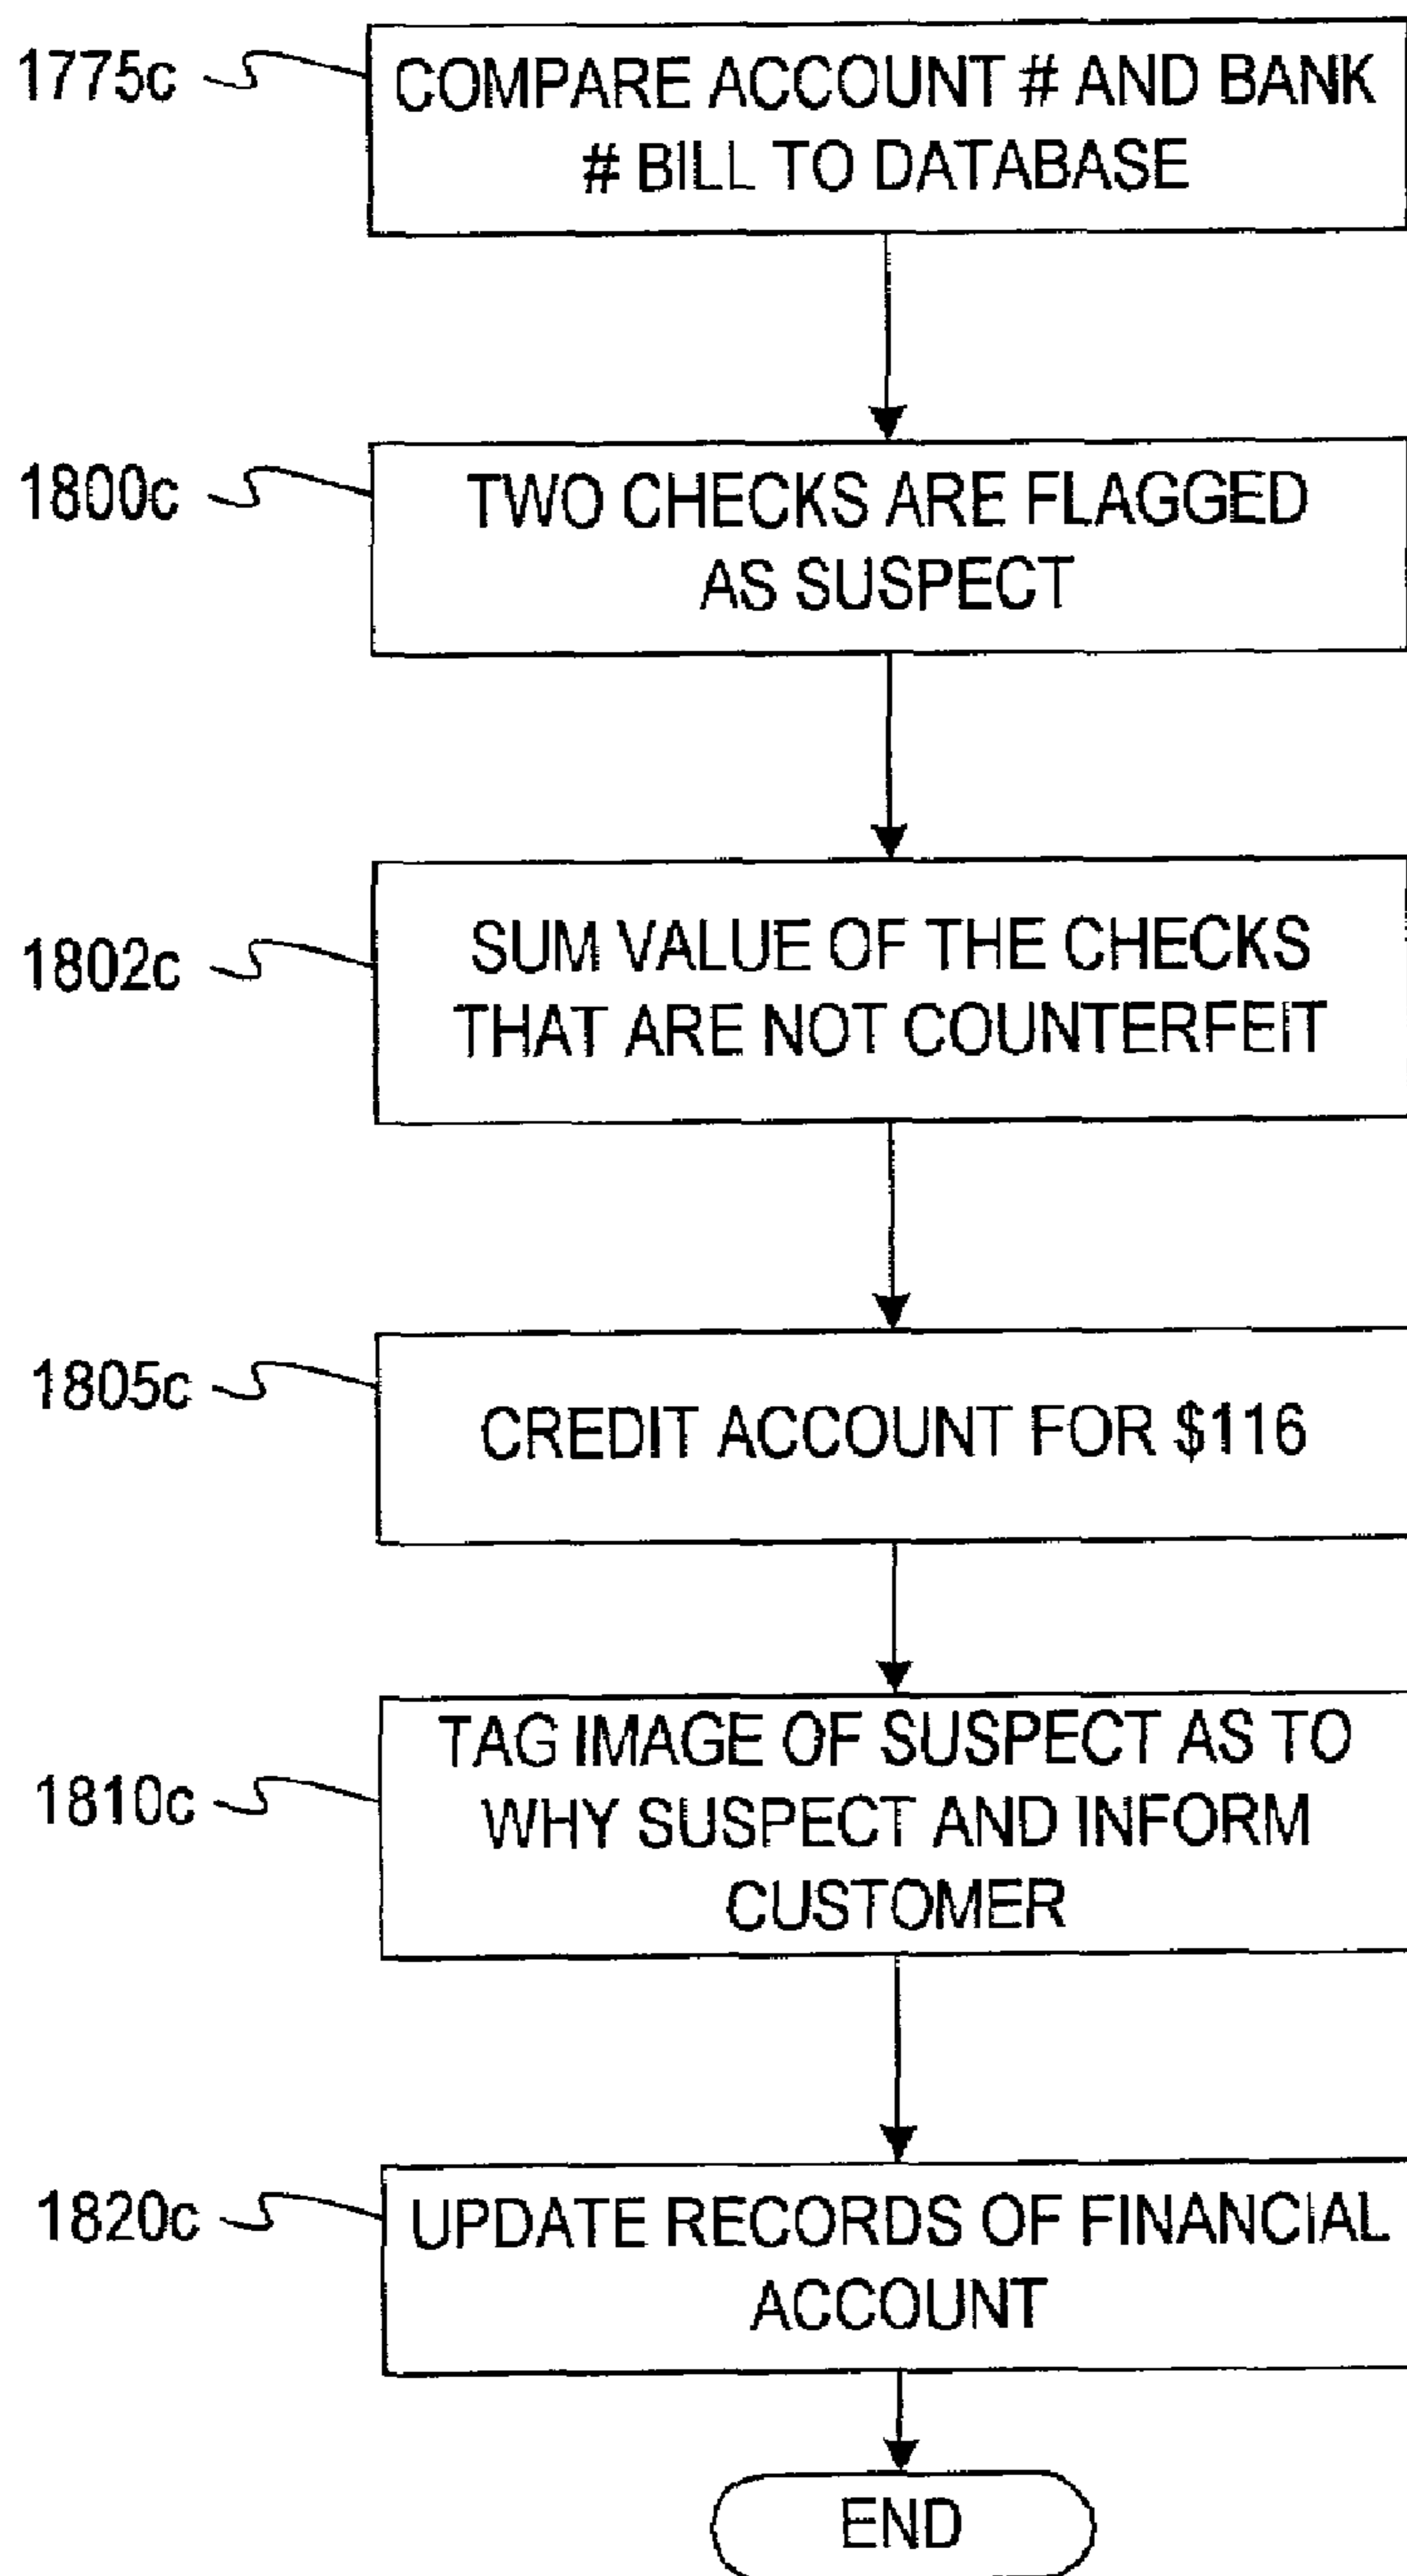 1775c
COMPARE ACCOUNT # AND BANK
# BILL TO DATABASE
1800c
TWO CHECKS ARE FLAGGED
AS SUSPECT
1802c
SUM VALUE OF THE CHECKS
THAT ARE NOT COUNTERFEIT
1805c
CREDIT ACCOUNT FOR $116
1810c
TAG IMAGE OF SUSPECT AS TO
WHY SUSPECT AND INFORM
CUSTOMER
1820c
UPDATE RECORDS OF FINANCIAL
ACCOUNT
END